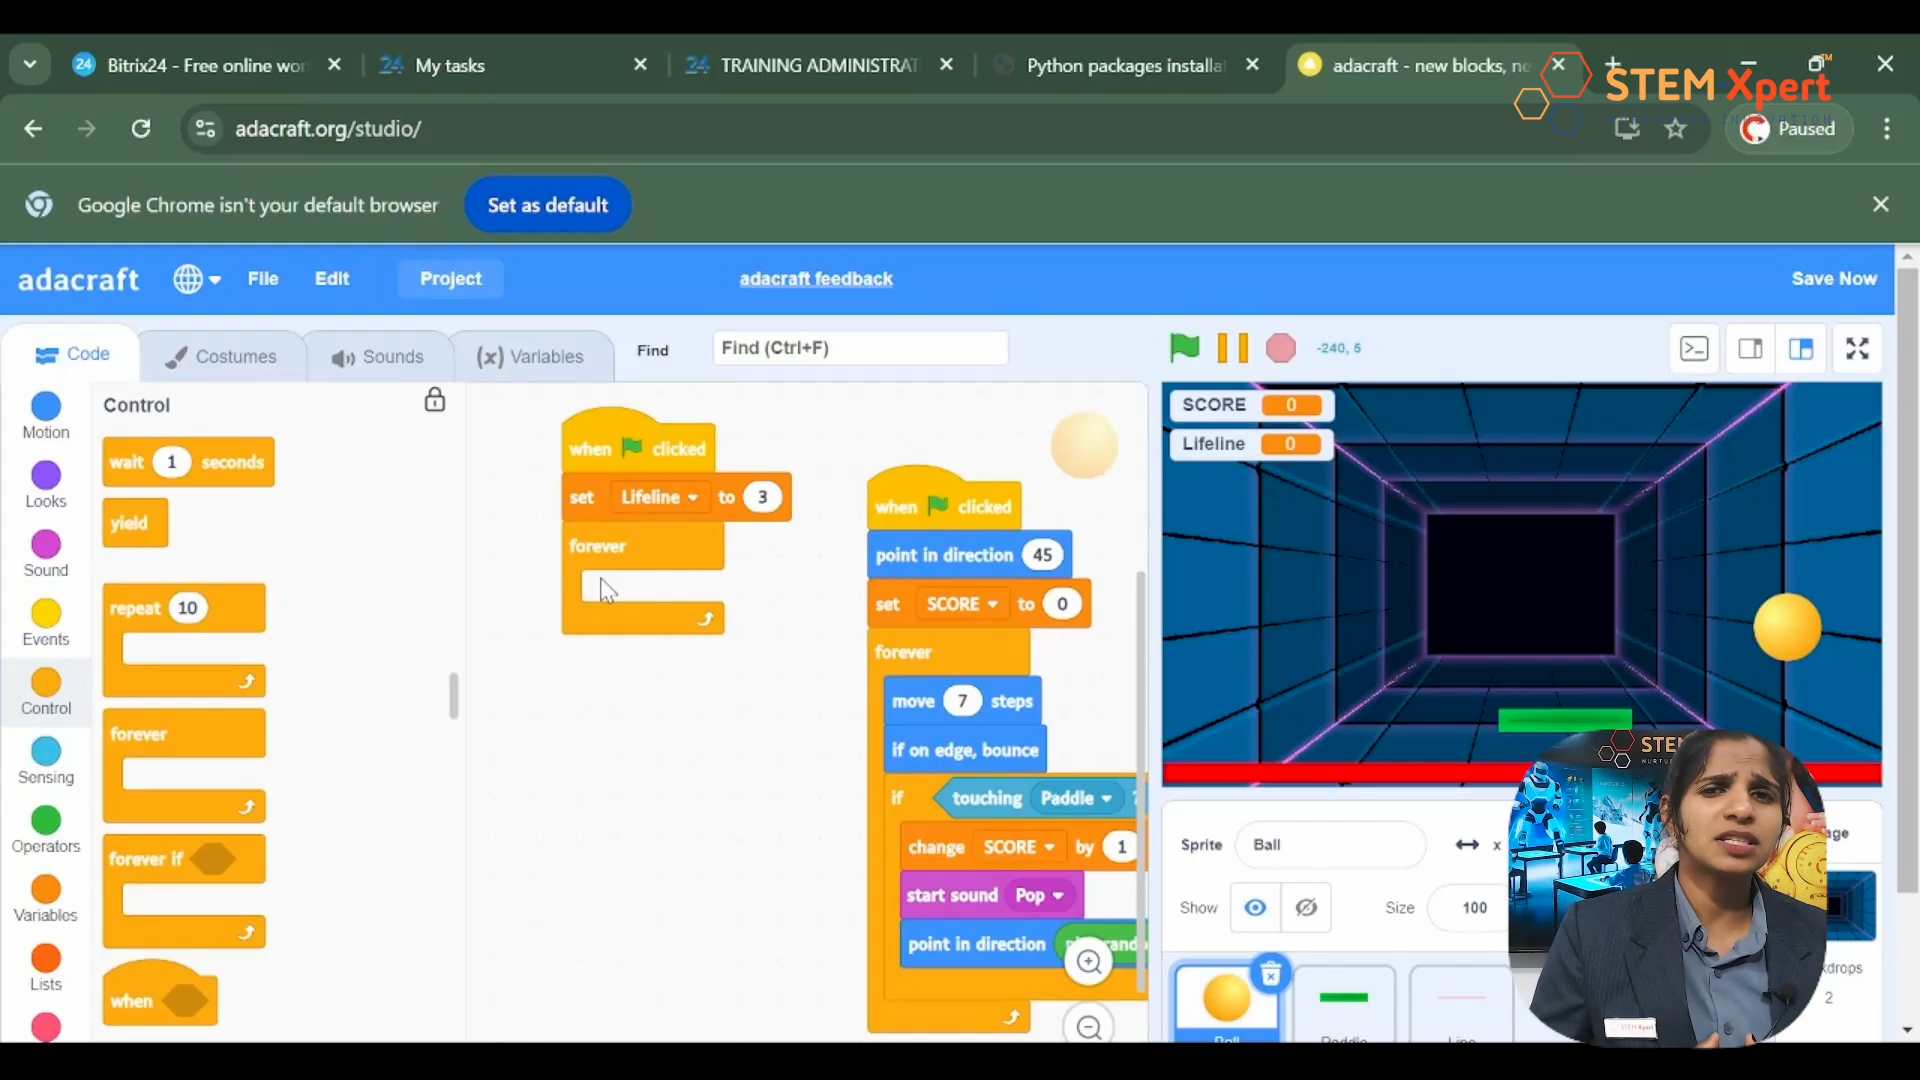 Bitrix24 - Free online wor
My tasks
TRAINING ADMINISTRAT
Python packages installa
adacraft - new blocks, ne
STEM Xpert
TM
adacraft.org/studio/
Paused
Google Chrome isn't your default browser
Set as default
adacraft
File
Edit
Project
adacraft feedback
Save Now
Code
Costumes
Sounds
(x) Variables
Find
Find (Ctrl+F)
-240, 5
Motion
Looks
Sound
Events
Control
Sensing
Operators
Variables
Lists
Control
wait 1 seconds
yield
repeat 10
forever
forever if
when
when clicked
set Lifeline to 3
forever
when clicked
point in direction 45
set SCORE to 0
forever
move 7 steps
if on edge, bounce
if touching Paddle ?
change SCORE by 1
start sound Pop
point in direction
SCORE 0
Lifeline 0
Sprite Ball
x
Show
Size 100
2
STEM Xpert